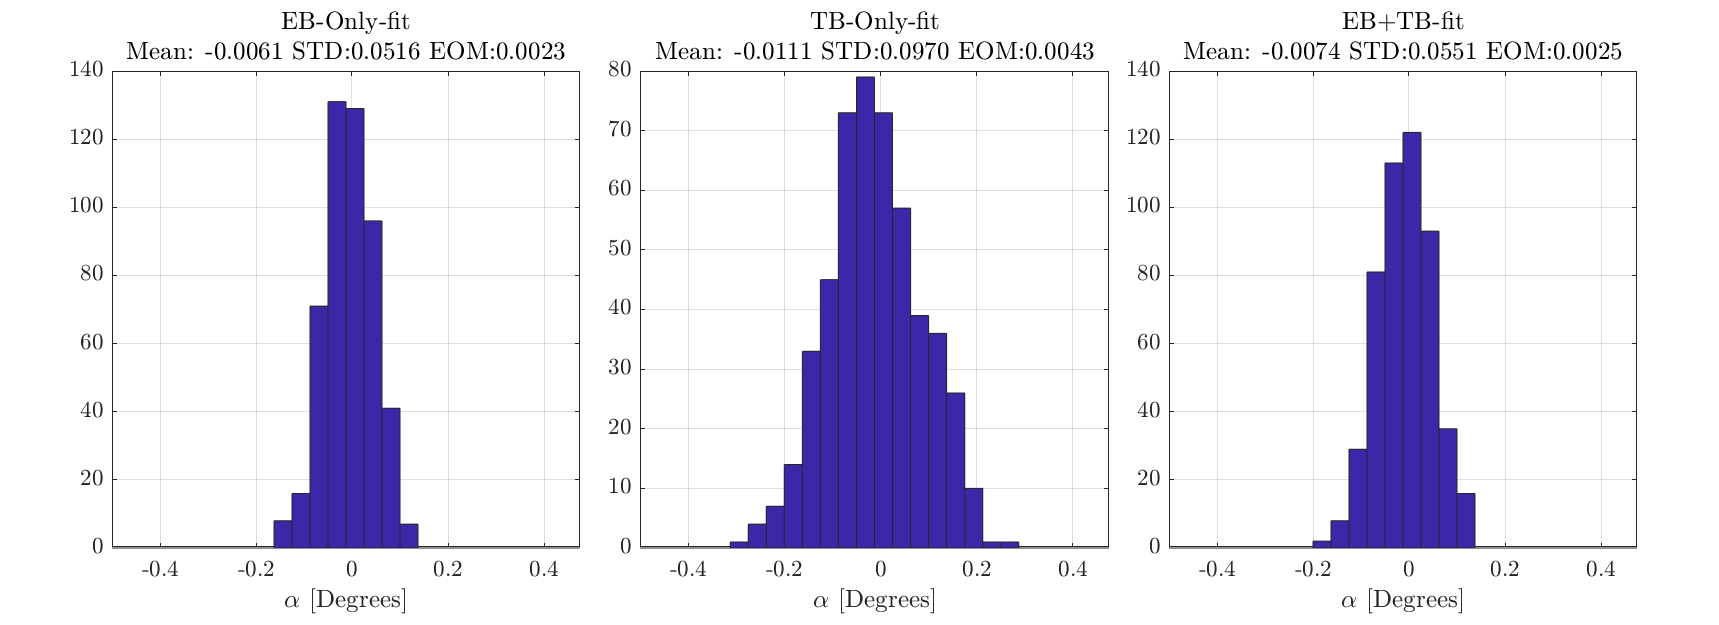 EB-Only-fit
Mean: -0.0061 STD:0.0516 EOM:0.0023
140
120
100
80
60
40
20
0
-0.4 -0.2 0 0.2 0.4
α [Degrees]
TB-Only-fit
Mean: -0.0111 STD:0.0970 EOM:0.0043
80
70
60
50
40
30
20
10
0
-0.4 -0.2 0 0.2 0.4
α [Degrees]
EB+TB-fit
Mean: -0.0074 STD:0.0551 EOM:0.0025
140
120
100
80
60
40
20
0
-0.4 -0.2 0 0.2 0.4
α [Degrees]